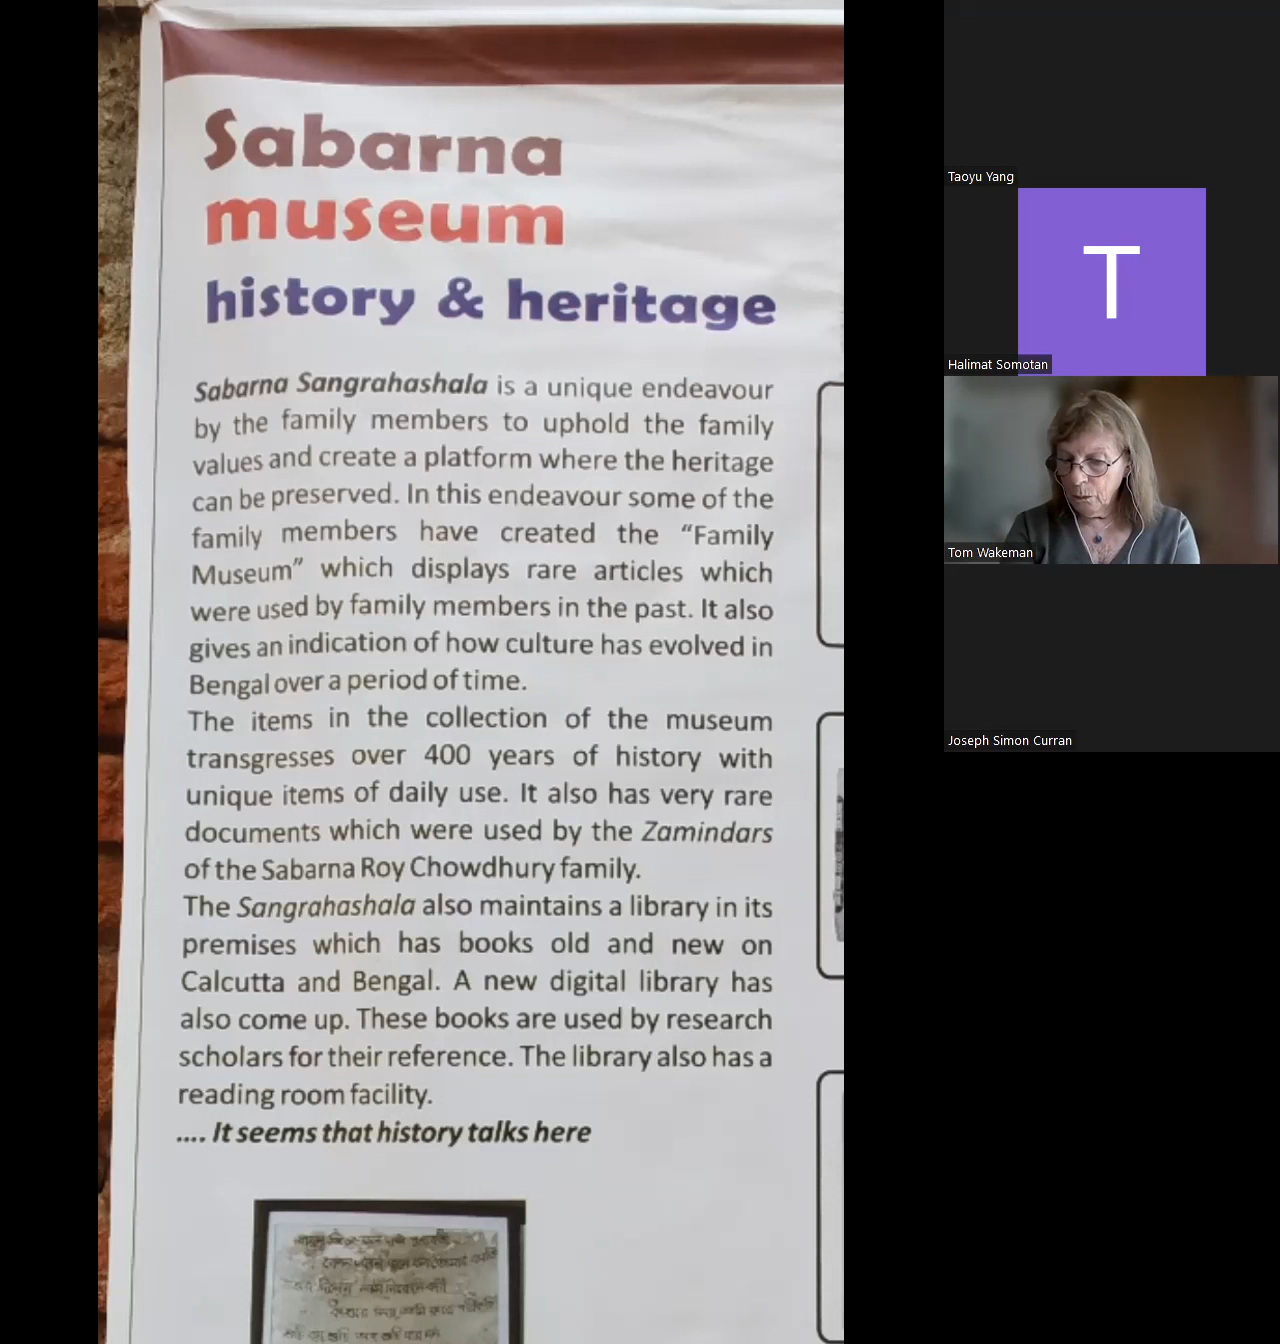 Sabarna
museum
history & heritage
Sabarna Sangrahashala is a unique endeavour
by the family members to uphold the family
values and create a platform where the heritage
can be preserved. In this endeavour some of the
family members have created the “Family
Museum” which displays rare articles which
were used by family members in the past. It also
gives an indication of how culture has evolved in
Bengal over a period of time.
The items in the collection of the museum
transgresses over 400 years of history with
unique items of daily use. It also has very rare
documents which were used by the Zamindars
of the Sabarna Roy Chowdhury family.
The Sangrahashala also maintains a library in its
premises which has books old and new on
Calcutta and Bengal. A new digital library has
also come up. These books are used by research
scholars for their reference. The library also has a
reading room facility.
.... It seems that history talks here
Taoyu Yang
T
Halimat Somotan
Tom Wakeman
Joseph Simon Curran